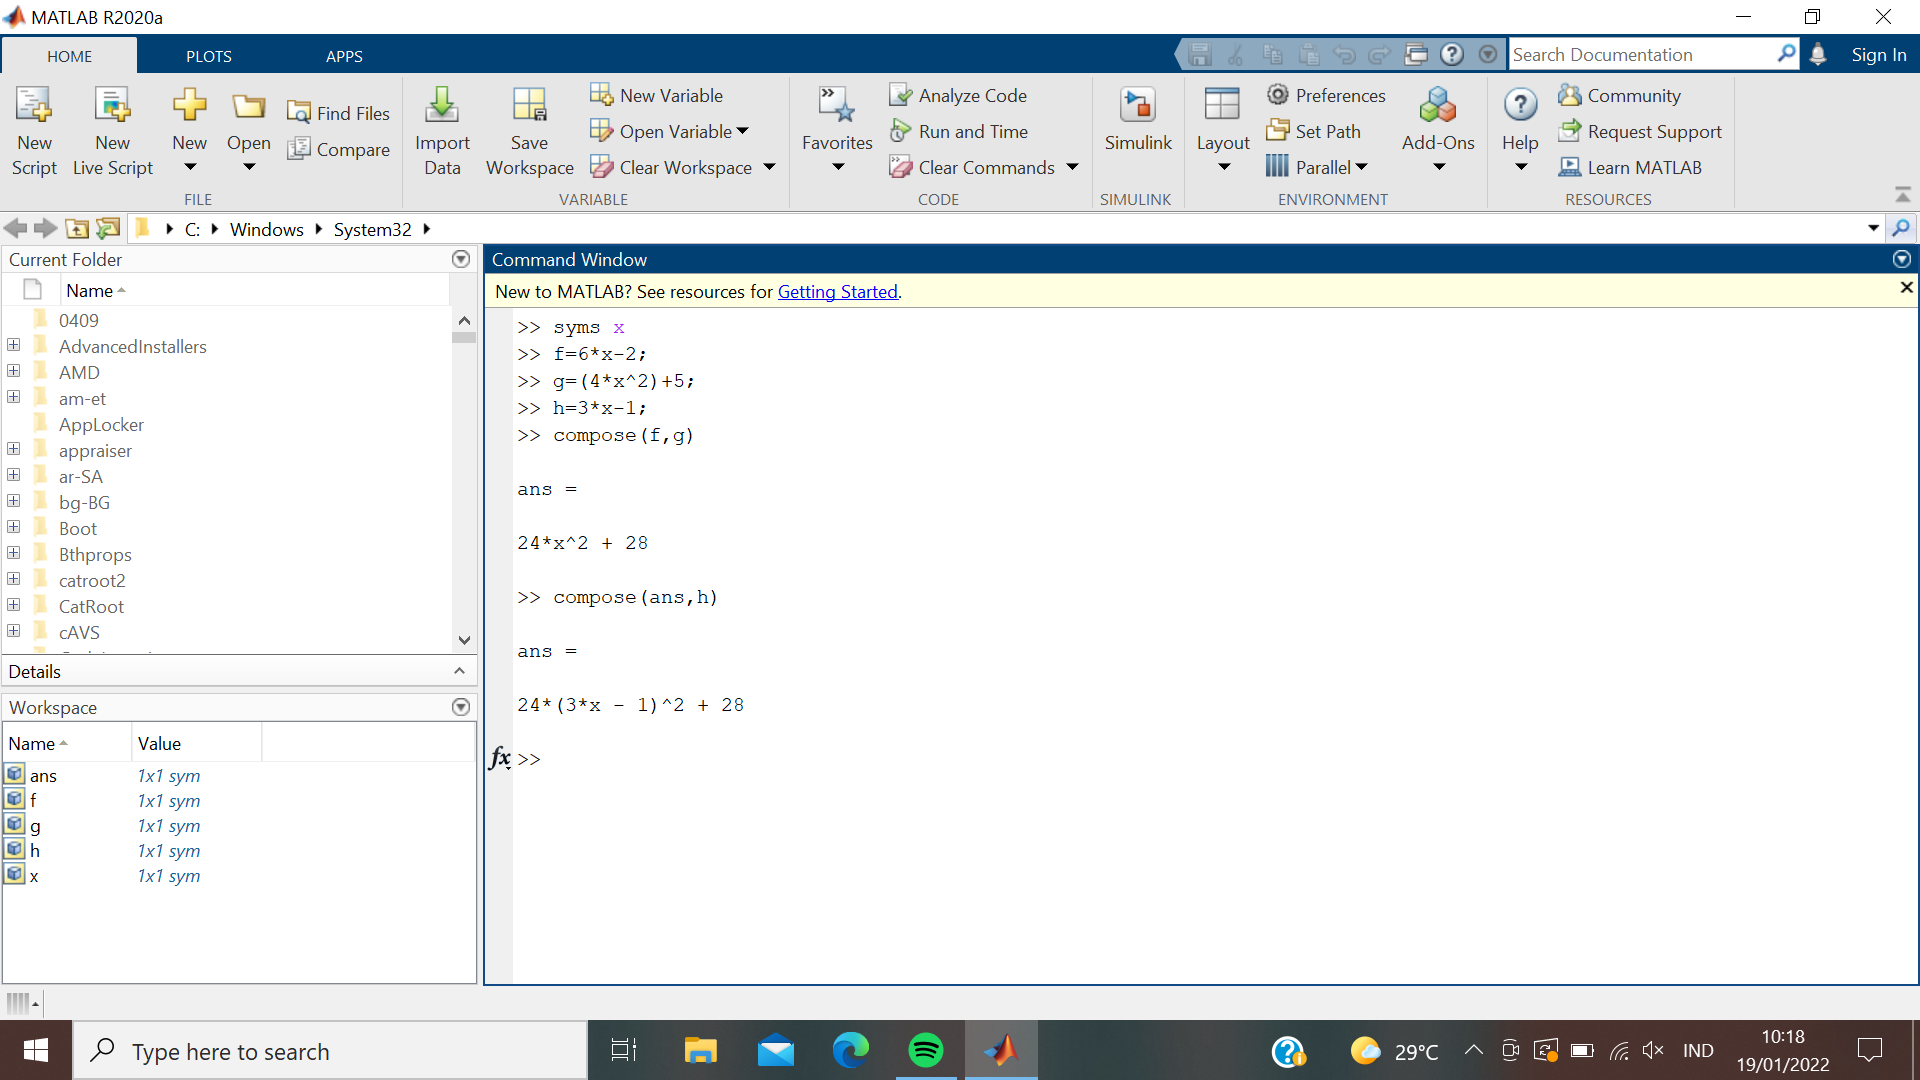 MATLAB R2020a
HOME
PLOTS
APPS
Search Documentation
Sign In
New Script
New Live Script
New
Open
Find Files
Compare
FILE
Import Data
Save Workspace
New Variable
Open Variable
Clear Workspace
VARIABLE
Favorites
Analyze Code
Run and Time
Clear Commands
CODE
Simulink
SIMULINK
Layout
Preferences
Set Path
Parallel
Add-Ons
ENVIRONMENT
Help
Community
Request Support
Learn MATLAB
RESOURCES
C: Windows System32
Current Folder
Name
0409
AdvancedInstallers
AMD
am-et
AppLocker
appraiser
ar-SA
bg-BG
Boot
Bthprops
catroot2
CatRoot
cAVS
Details
Workspace
Name Value
ans 1x1 sym
f 1x1 sym
g 1x1 sym
h 1x1 sym
x 1x1 sym
Command Window
New to MATLAB? See resources for Getting Started.
>> syms x
>> f=6*x-2;
>> g=(4*x^2)+5;
>> h=3*x-1;
>> compose(f,g)
ans =
24*x^2 + 28
>> compose(ans,h)
ans =
24*(3*x - 1)^2 + 28
fx >>
Type here to search
29°C
IND
10:18
19/01/2022